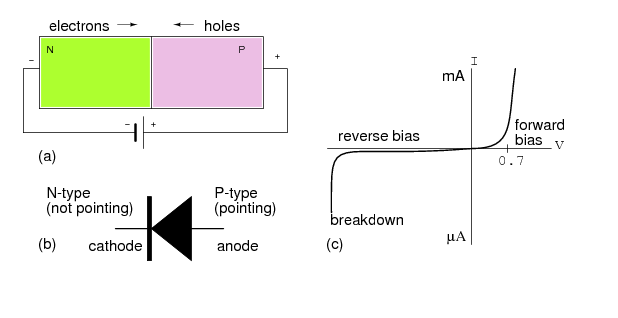 electrons holes
N P
− +
− +
(a)
N-type P-type
(not pointing) (pointing)
(b) cathode anode
I
mA
reverse bias
forward
bias V
0.7
breakdown
(c) µA